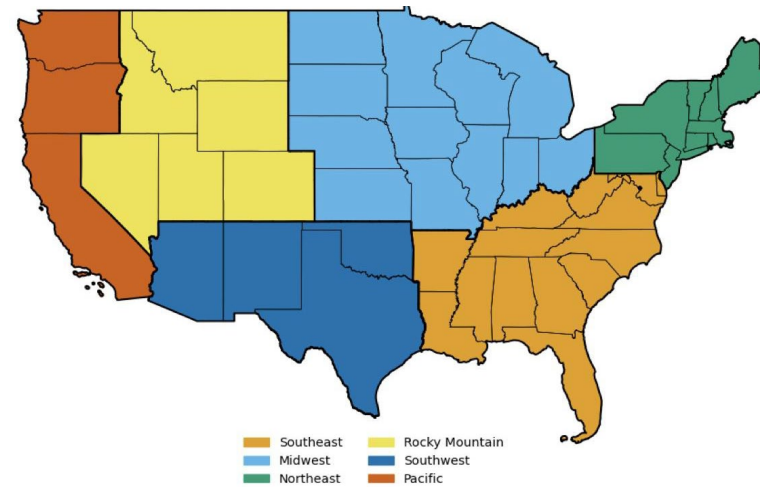 Southeast
Midwest
Northeast
Rocky Mountain
Southwest
Pacific